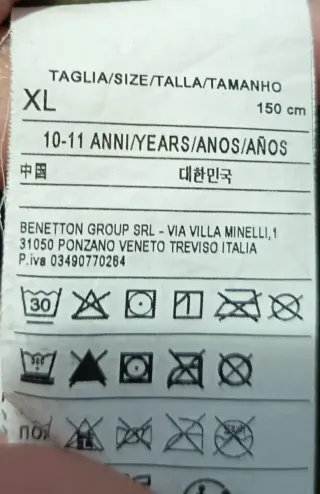 TAGLIA/SIZE/TALLA/TAMANHO
XL
150 cm
10-11 ANNI/YEARS/ANOS/AÑOS
中国 대한민국
BENETTON GROUP SRL - VIA VILLA MINELLI,1
31050 PONZANO VENETO TREVISO ITALIA
P.iva 03490770264
30